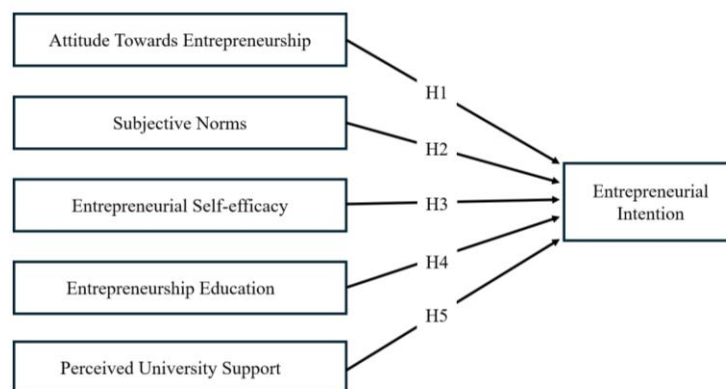 Attitude Towards Entrepreneurship
H1
Subjective Norms
H2
Entrepreneurial
Intention
Entrepreneurial Self-efficacy
H3
H4
Entrepreneurship Education
H5
Perceived University Support